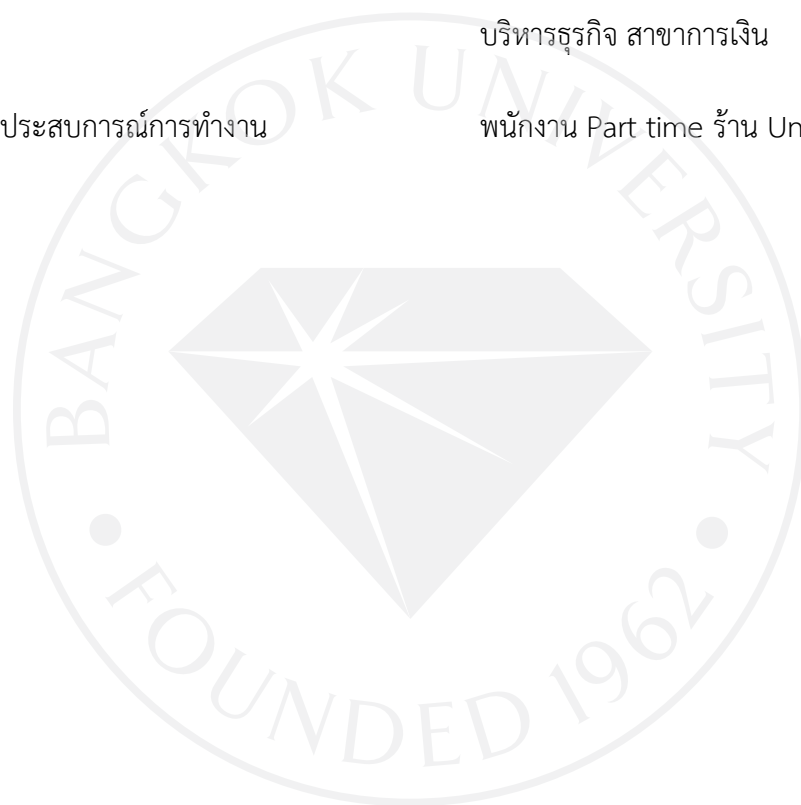 บริหารธุรกิจ สาขาการเงิน
ประสบการณ์การทำงาน พนักงาน Part time ร้าน Un
BANGKOK UNIVERSITY
• FOUNDED 1962 •